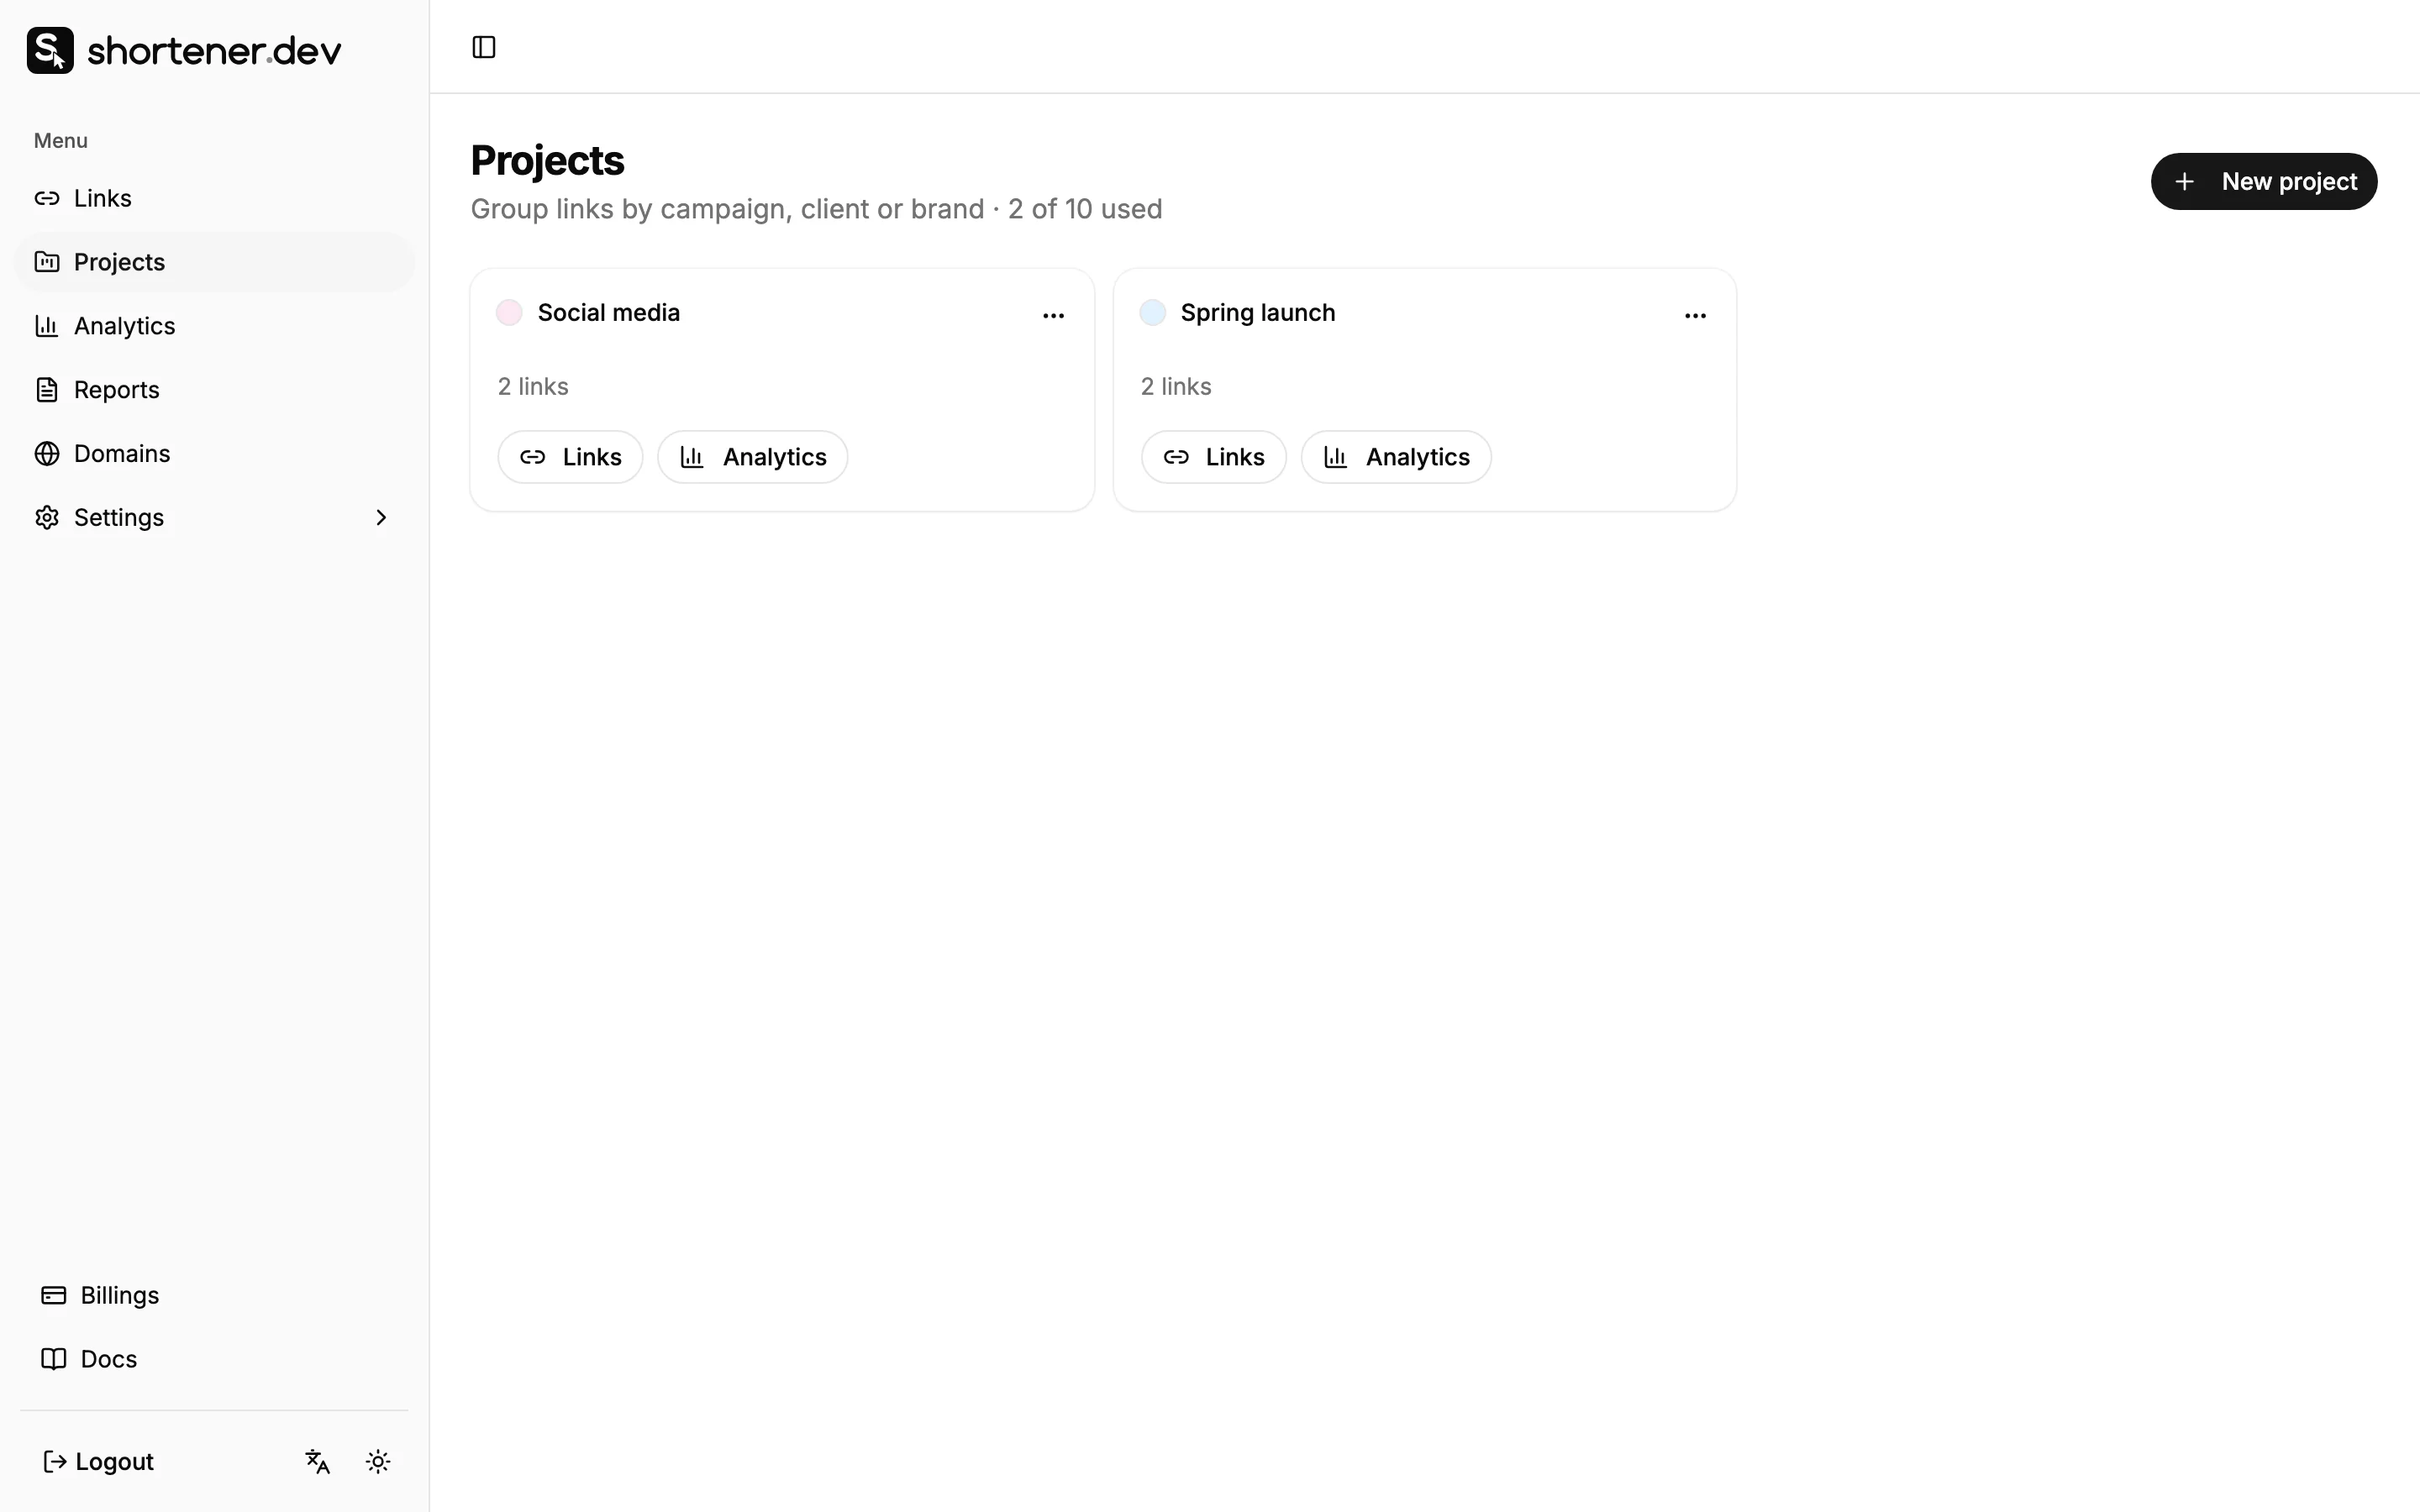 shortener.dev
Menu
Links
Projects
Analytics
Reports
Domains
Settings
Billings
Docs
Logout
Projects
Group links by campaign, client or brand · 2 of 10 used
New project
Social media
2 links
Links Analytics
Spring launch
2 links
Links Analytics